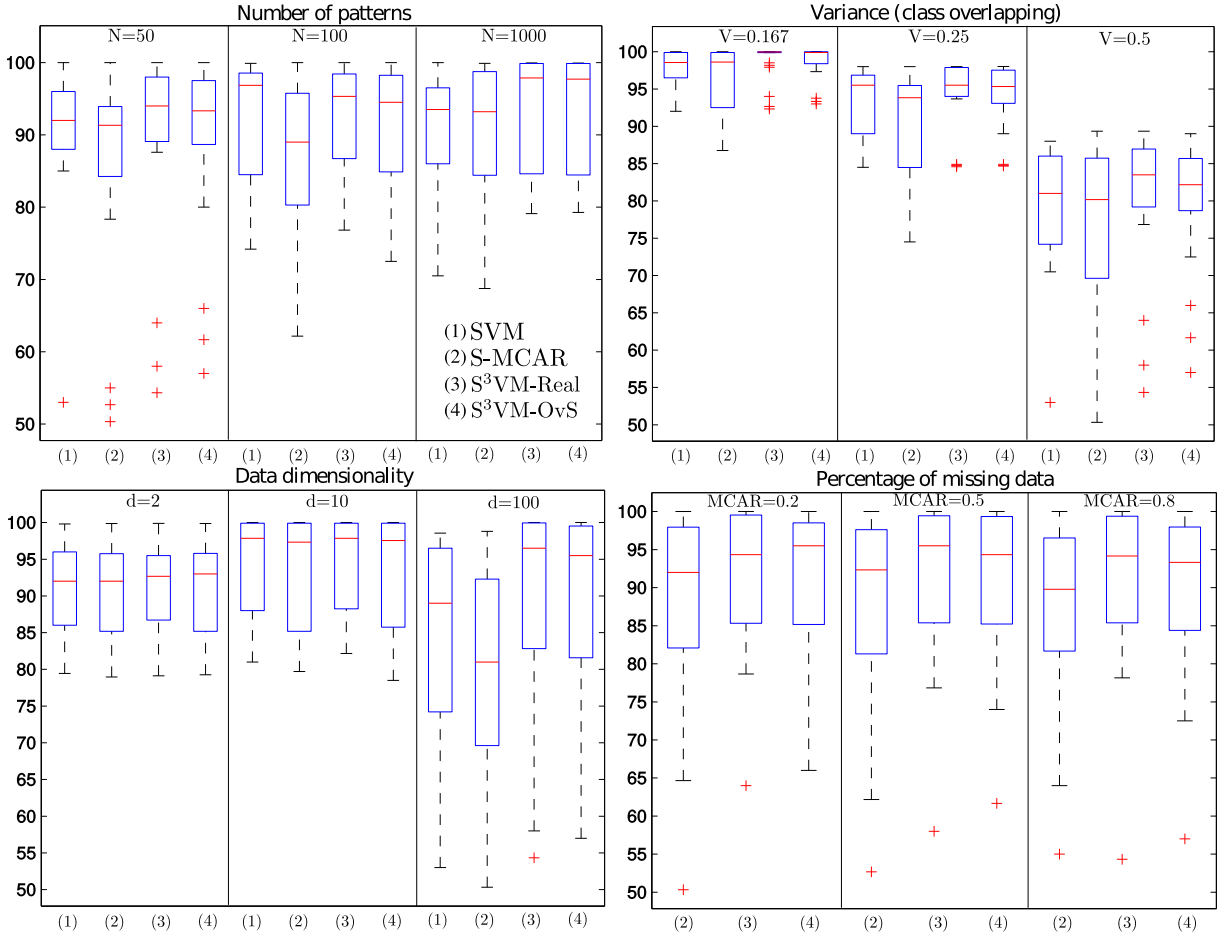 Number of patterns
N=50 N=100 N=1000
100
90
80
70
60
50
(1) SVM
(2) S-MCAR
(3) S³VM-Real
(4) S³VM-OvS
(1) (2) (3) (4) (1) (2) (3) (4) (1) (2) (3) (4)
Variance (class overlapping)
V=0.167 V=0.25 V=0.5
100
95
90
85
80
75
70
65
60
55
50
(1) (2) (3) (4) (1) (2) (3) (4) (1) (2) (3) (4)
Data dimensionality
d=2 d=10 d=100
100
95
90
85
80
75
70
65
60
55
50
(1) (2) (3) (4) (1) (2) (3) (4) (1) (2) (3) (4)
Percentage of missing data
MCAR=0.2 MCAR=0.5 MCAR=0.8
100
95
90
85
80
75
70
65
60
55
50
(2) (3) (4) (2) (3) (4) (2) (3) (4)